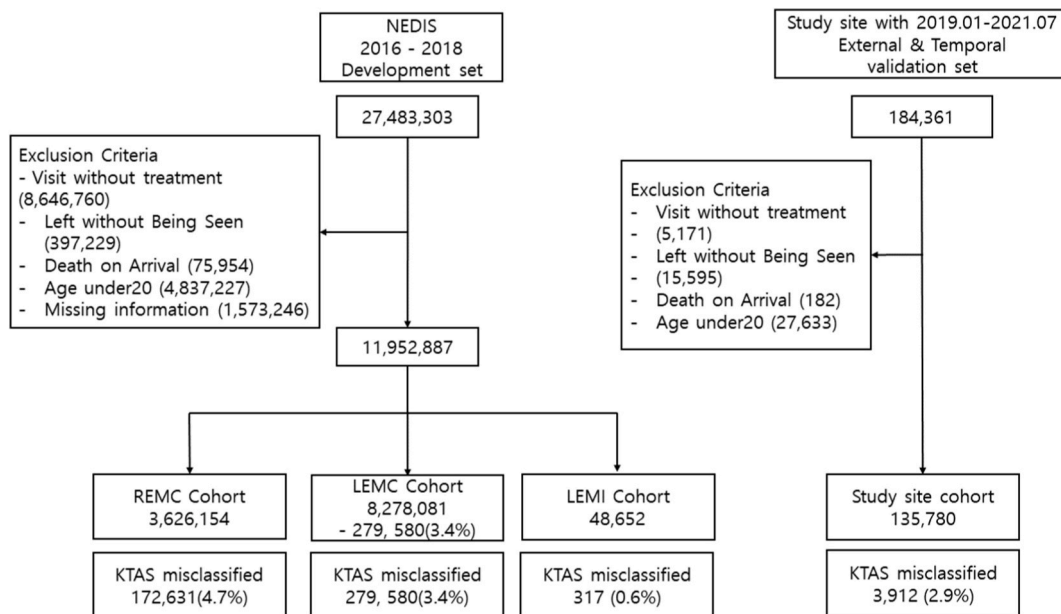 NEDIS
2016 - 2018
Development set
Study site with 2019.01-2021.07
External & Temporal
validation set
27,483,303
184,361
Exclusion Criteria
- Visit without treatment
(8,646,760)
- Left without Being Seen
(397,229)
- Death on Arrival (75,954)
- Age under20 (4,837,227)
- Missing information (1,573,246)
Exclusion Criteria
- Visit without treatment
- (5,171)
- Left without Being Seen
- (15,595)
- Death on Arrival (182)
- Age under20 (27,633)
11,952,887
REMC Cohort
3,626,154
LEMC Cohort
8,278,081
- 279, 580(3.4%)
LEMI Cohort
48,652
Study site cohort
135,780
KTAS misclassified
172,631(4.7%)
KTAS misclassified
279, 580(3.4%)
KTAS misclassified
317 (0.6%)
KTAS misclassified
3,912 (2.9%)